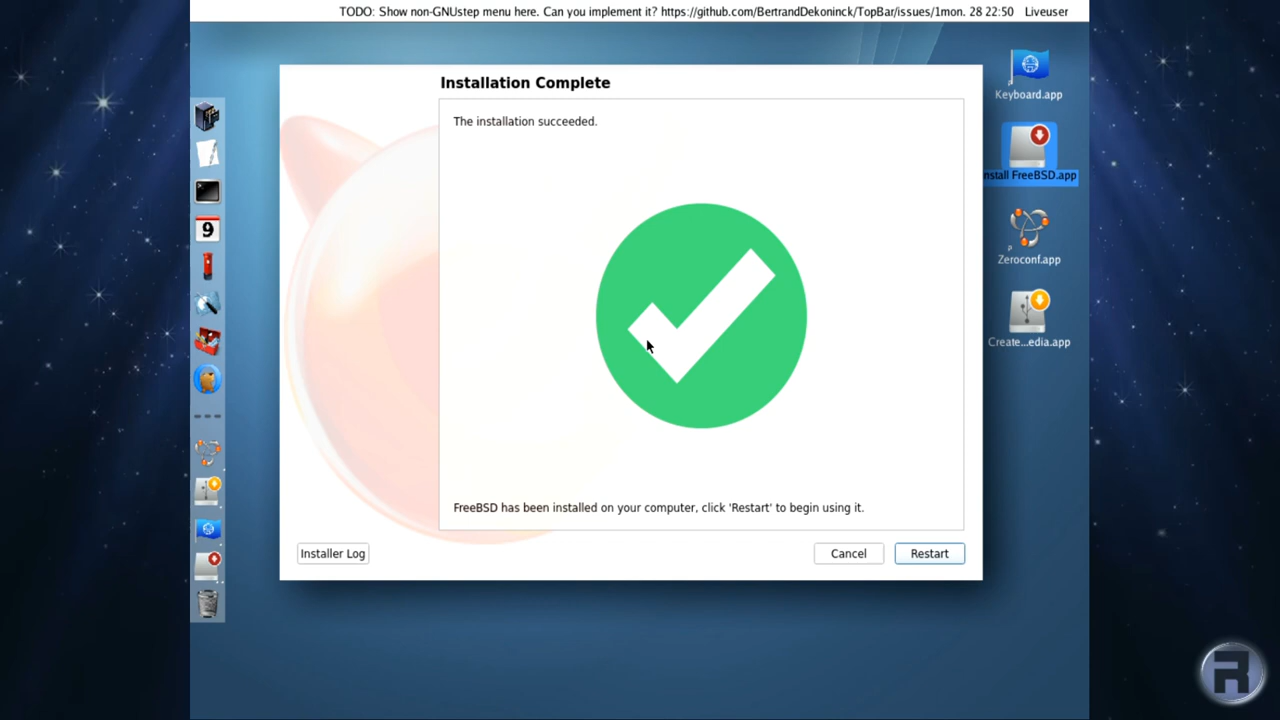 TODO: Show non-GNUstep menu here. Can you implement it? https://github.com/BertrandDekoninck/TopBar/issues/1mon. 28 22:50 Liveuser
Installation Complete
The installation succeeded.
FreeBSD has been installed on your computer, click 'Restart' to begin using it.
Installer Log
Cancel
Restart
Keyboard.app
nstall FreeBSD.app
Zeroconf.app
Create...edia.app
9
R